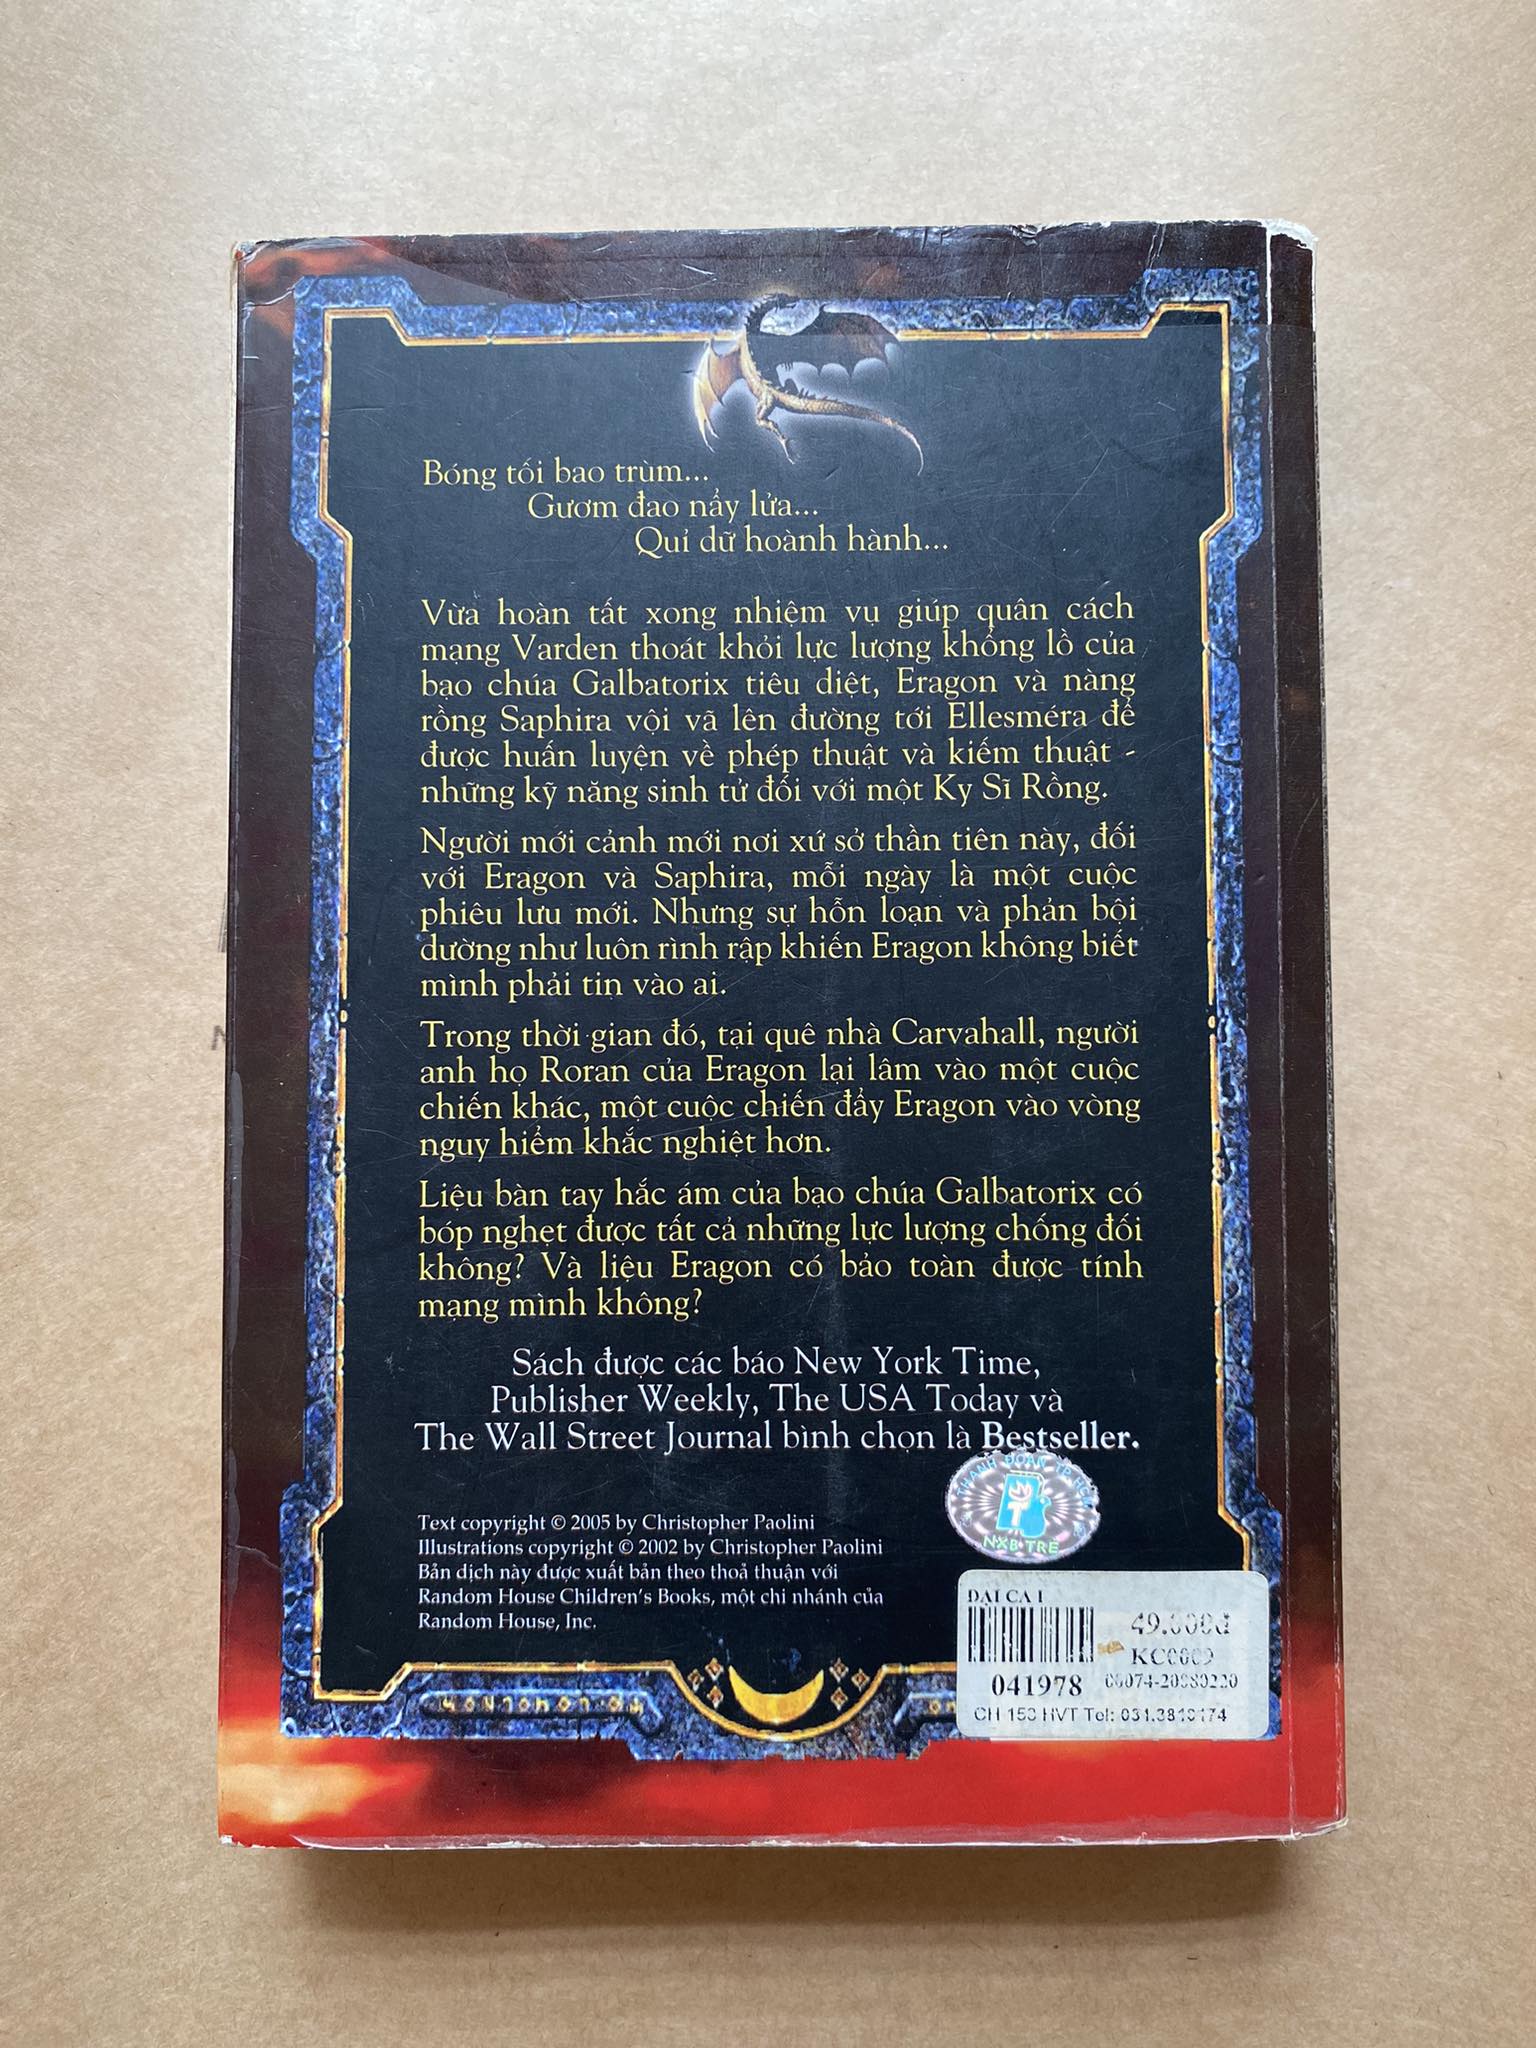 Bóng tối bao trùm...
Gươm đao nẩy lửa...
Quỉ dữ hoành hành...
Vừa hoàn tất xong nhiệm vụ giúp quân cách
mạng Varden thoát khỏi lực lượng khổng lồ của
bạo chúa Galbatorix tiêu diệt, Eragon và nàng
rồng Saphira vội vã lên đường tới Ellesméra để
được huấn luyện về phép thuật và kiếm thuật -
những kỹ năng sinh tử đối với một Kỵ Sĩ Rồng.
Người mới cảnh mới nơi xứ sở thần tiên này, đối
với Eragon và Saphira, mỗi ngày là một cuộc
phiêu lưu mới. Nhưng sự hỗn loạn và phản bội
dường như luôn rình rập khiến Eragon không biết
mình phải tin vào ai.
Trong thời gian đó, tại quê nhà Carvahall, người
anh họ Roran của Eragon lại lâm vào một cuộc
chiến khác, một cuộc chiến đẩy Eragon vào vòng
nguy hiểm khắc nghiệt hơn.
Liệu bàn tay hắc ám của bạo chúa Galbatorix có
bóp nghẹt được tất cả những lực lượng chống đối
không? Và liệu Eragon có bảo toàn được tính
mạng mình không?
Sách được các báo New York Time,
Publisher Weekly, The USA Today và
The Wall Street Journal bình chọn là Bestseller.
THÀNH ĐOÀN TP.HCM
T
NXB TRẺ
Text copyright © 2005 by Christopher Paolini
Illustrations copyright © 2002 by Christopher Paolini
Bản dịch này được xuất bản theo thoả thuận với
Random House Children's Books, một chi nhánh của
Random House, Inc.
ĐẠI CA I
49.000đ
KC0009
041978
CH 153 HVT Tel: